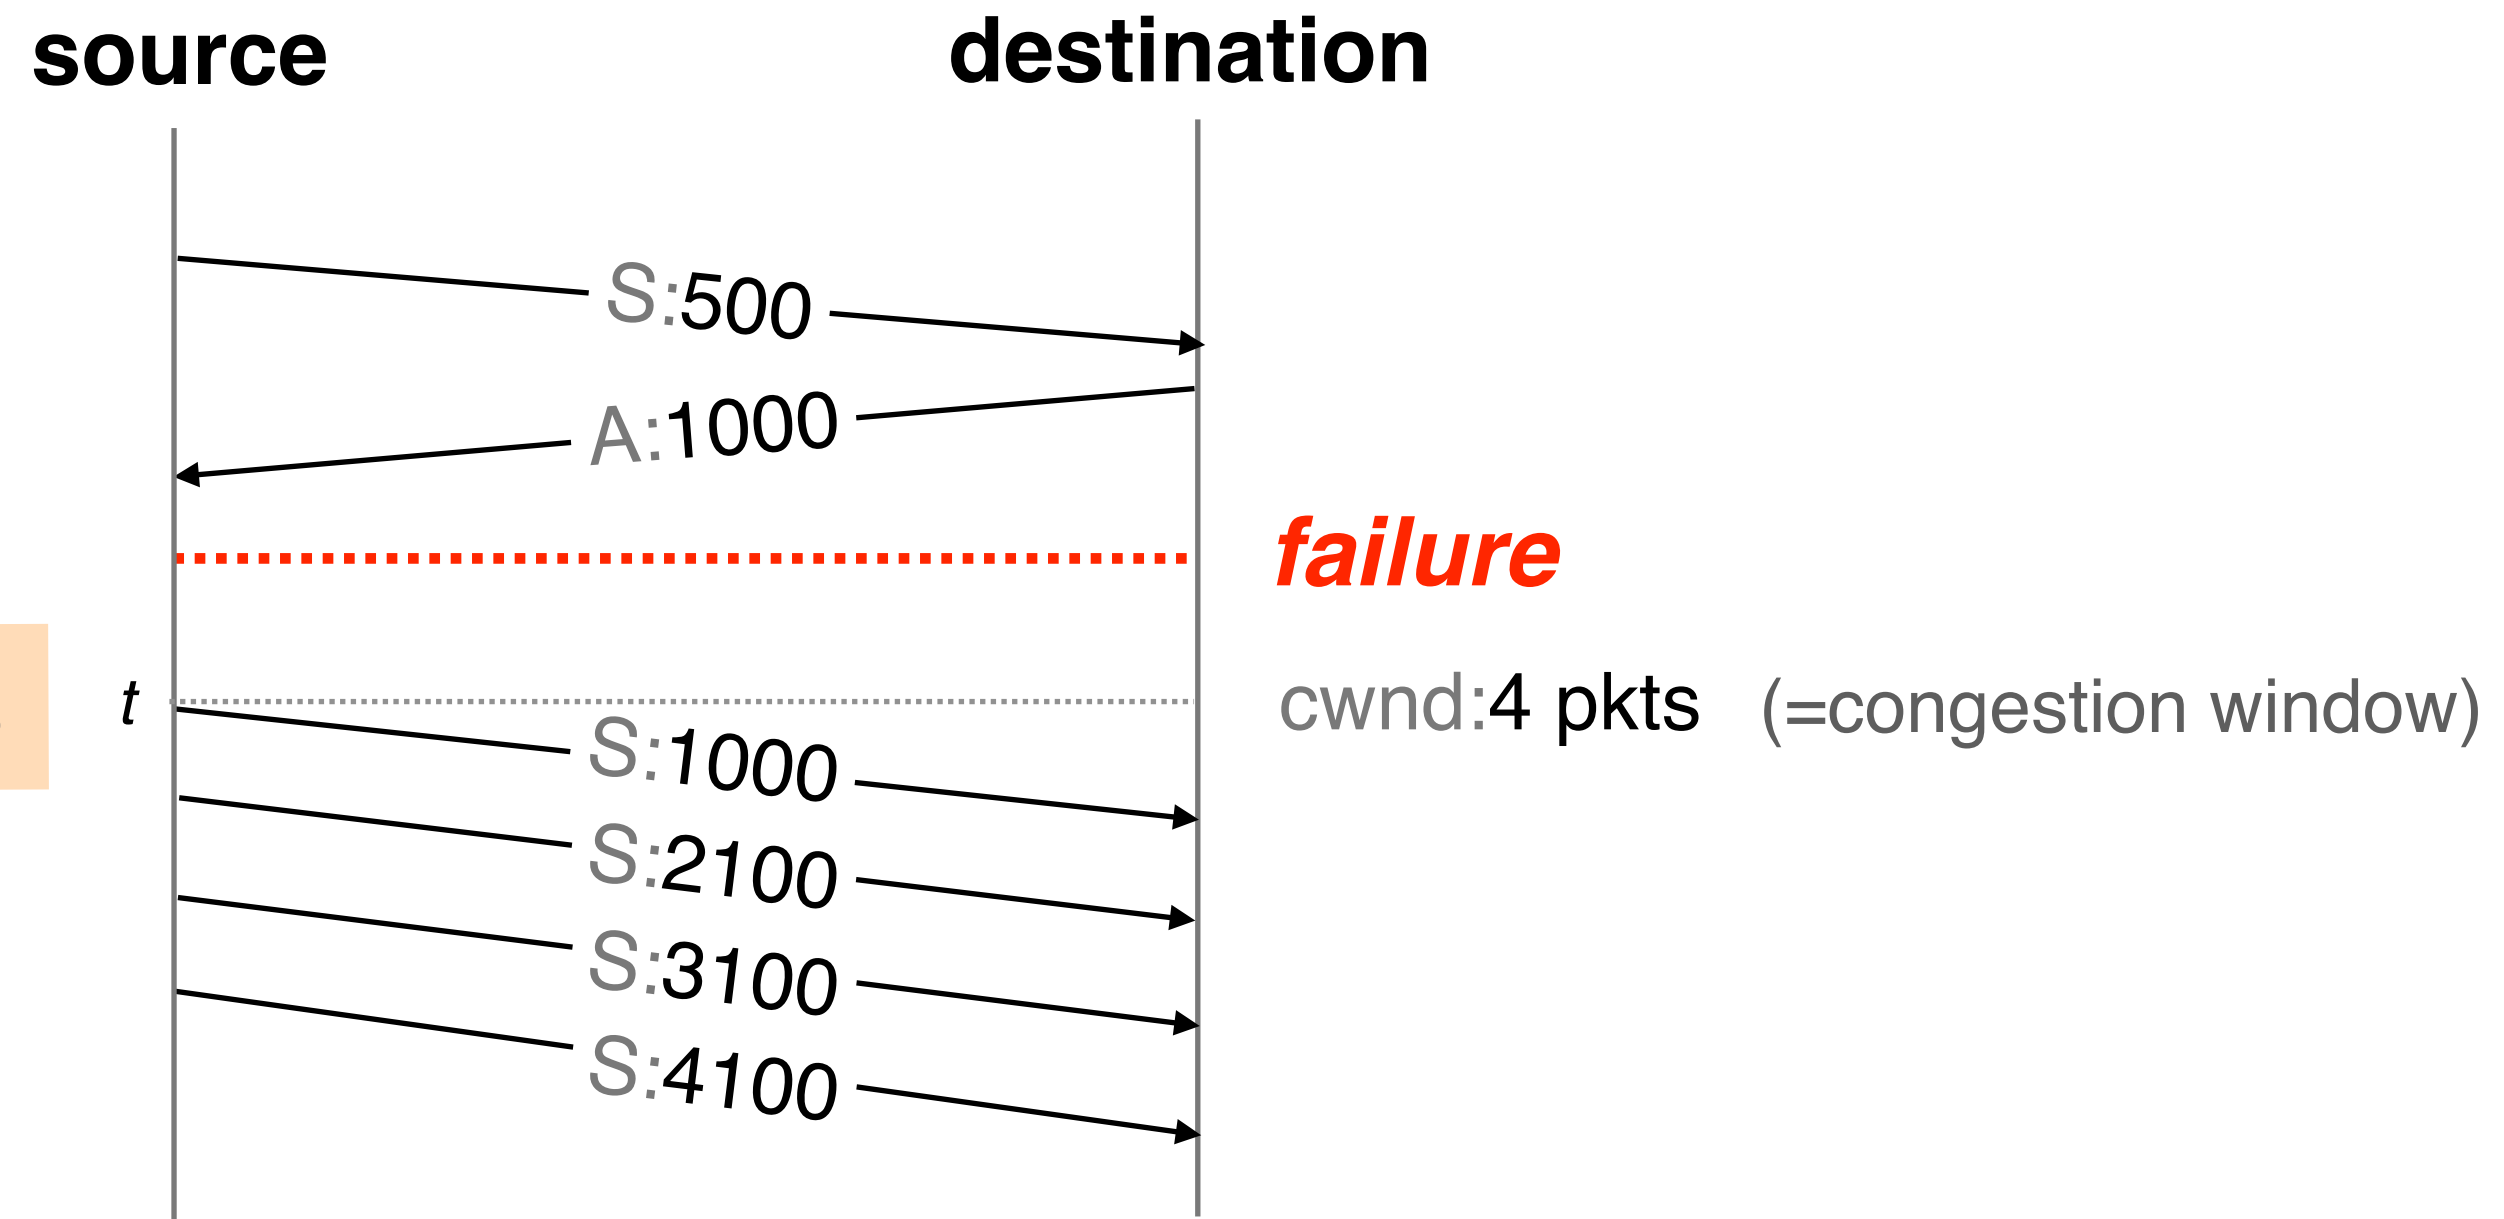 source
destination
S:500
A:1000
failure
t
cwnd:4 pkts (=congestion window)
S:1000
S:2100
S:3100
S:4100